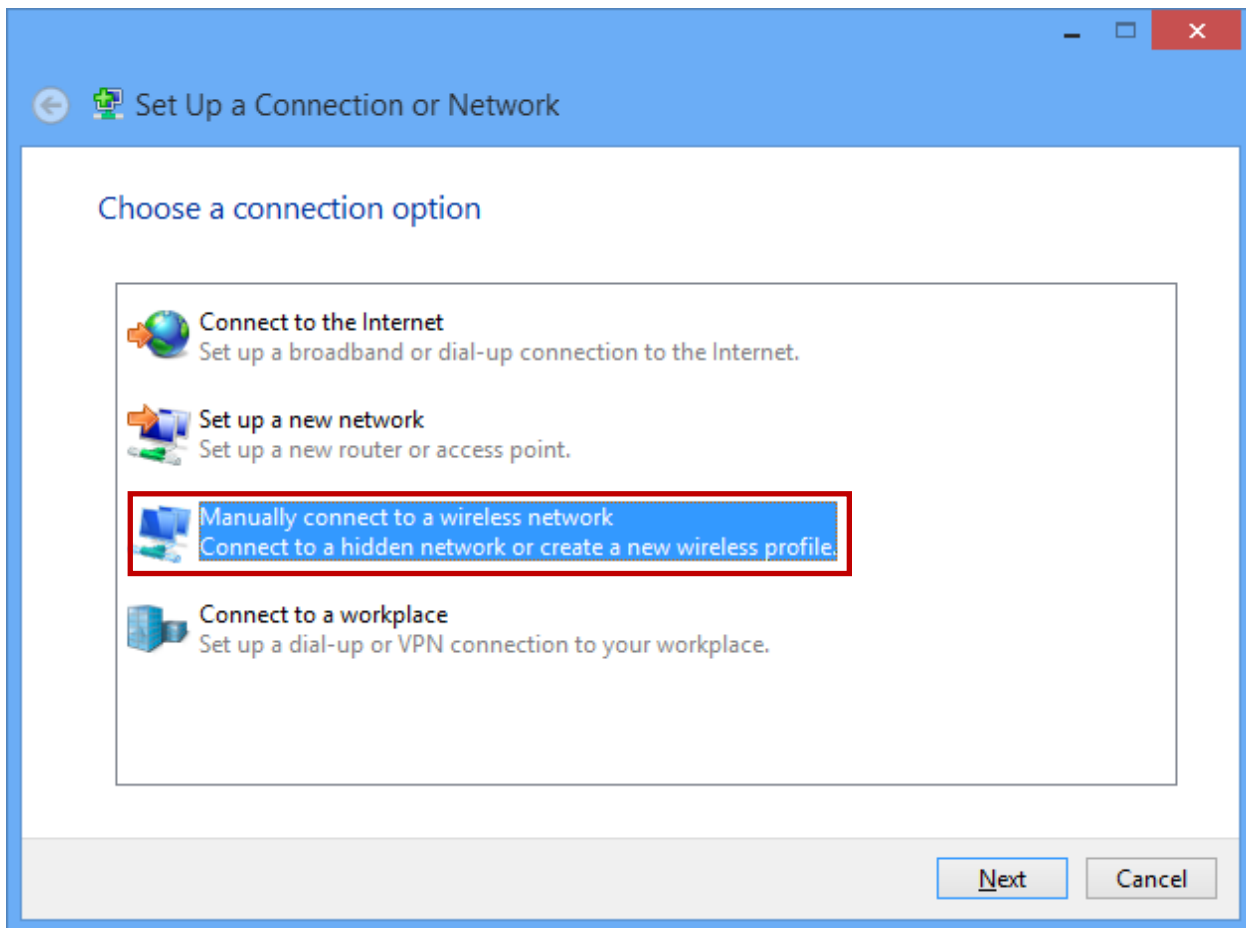 Set Up a Connection or Network
Choose a connection option
Connect to the Internet
Set up a broadband or dial-up connection to the Internet.
Set up a new network
Set up a new router or access point.
Manually connect to a wireless network
Connect to a hidden network or create a new wireless profile.
Connect to a workplace
Set up a dial-up or VPN connection to your workplace.
Next
Cancel